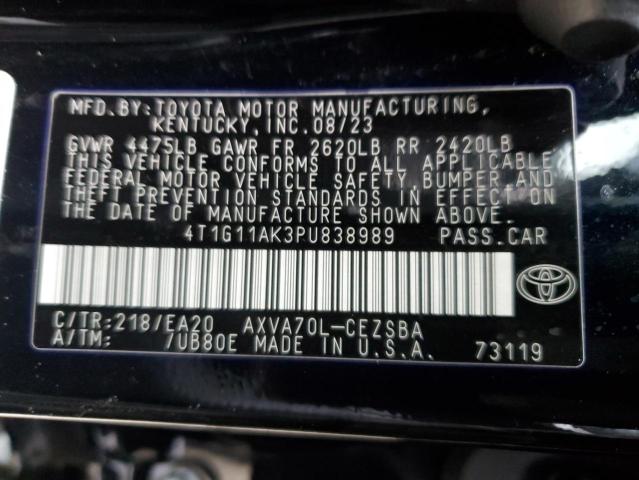 MFD.BY:TOYOTA MOTOR MANUFACTURING,
KENTUCKY,INC.08/23
GVWR 4475LB GAWR FR 2620LB RR 2420LB
THIS VEHICLE CONFORMS TO ALL APPLICABLE
FEDERAL MOTOR VEHICLE SAFETY,BUMPER,AND
THEFT PREVENTION STANDARDS IN EFFECT ON
THE DATE OF MANUFACTURE SHOWN ABOVE.
4T1G11AK3PU838989 PASS.CAR
C/TR:218/EA20 AXVA70L-CEZSBA
A/TM: /UB80E MADE IN U.S.A. 73119